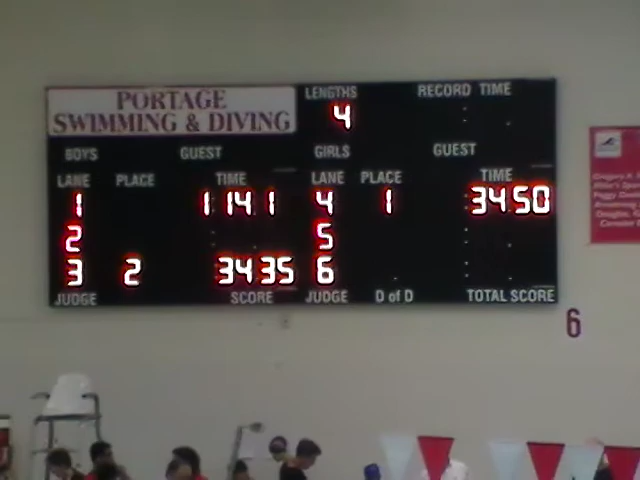 PORTAGE
SWIMMING & DIVING
LENGTHS
4
RECORD TIME
BOYS GUEST GIRLS GUEST
LANE PLACE TIME LANE PLACE TIME
1 1 14 1 4 1 34 50
2 5
3 2 34 35 6
JUDGE SCORE JUDGE D of D TOTAL SCORE
6